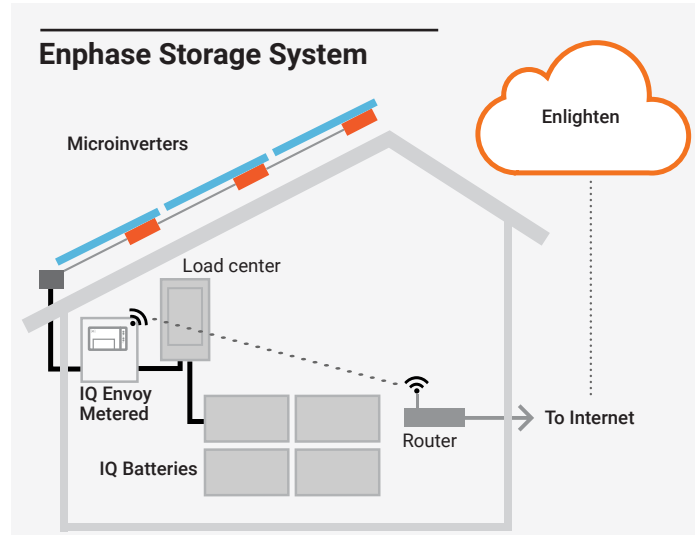 Enphase Storage System
Enlighten
Microinverters
Load center
IQ Envoy
Metered
To Internet
Router
IQ Batteries